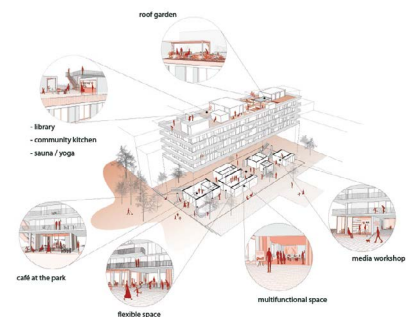 roof garden
- library
- community kitchen
- sauna / yoga
media workshop
café at the park
multifunctional space
flexible space